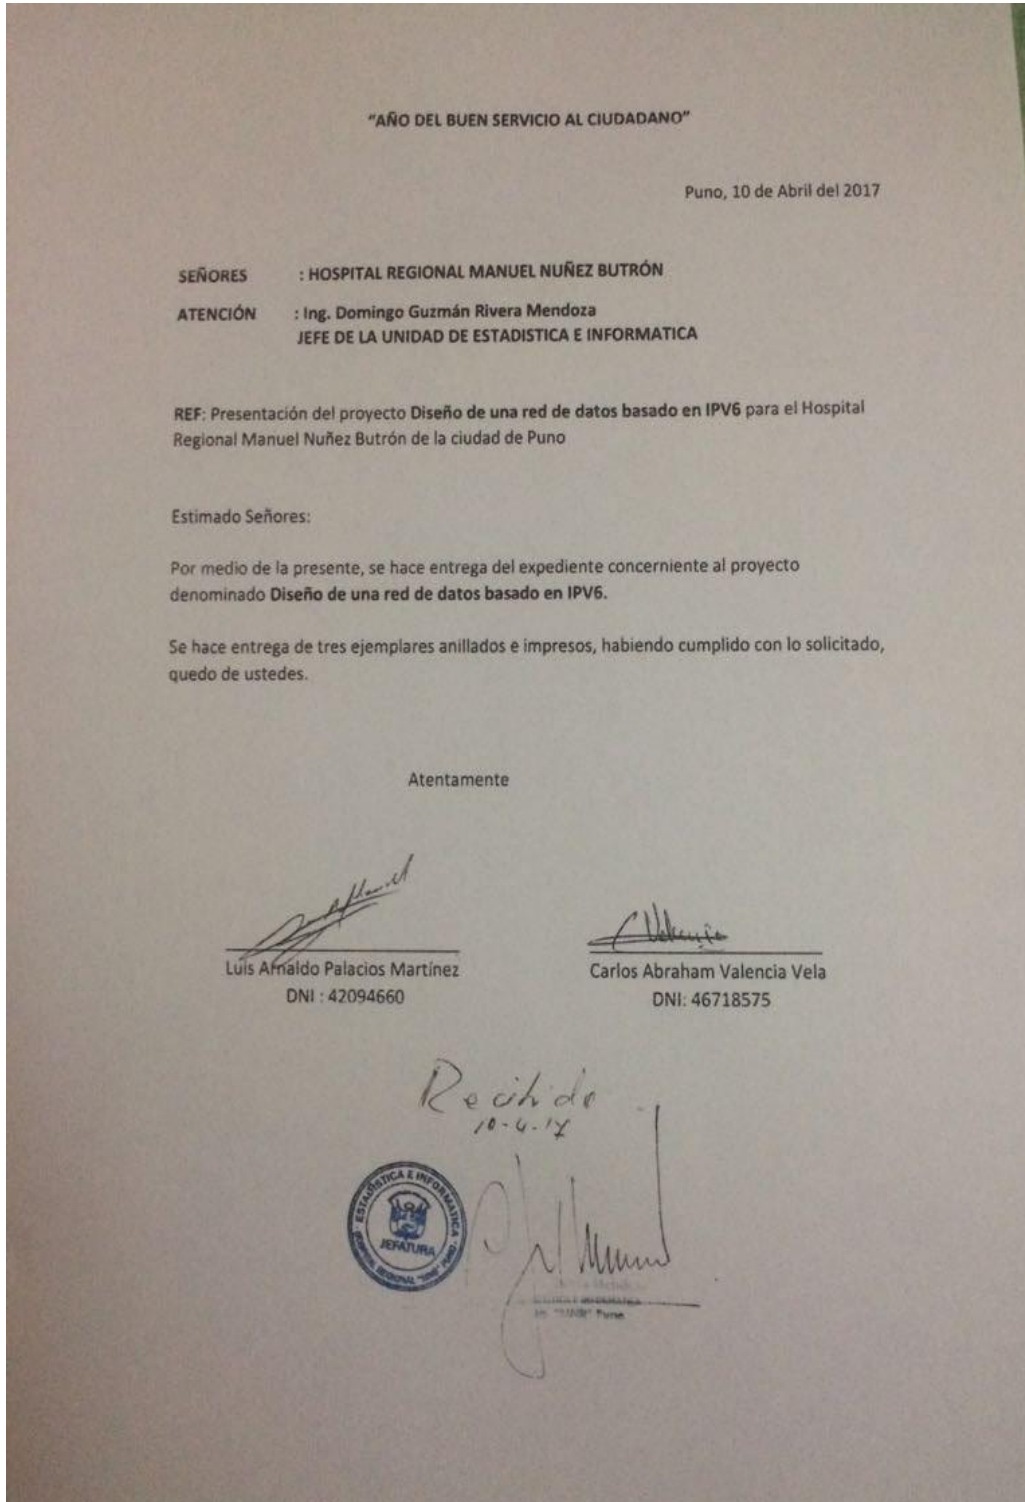 “AÑO DEL BUEN SERVICIO AL CIUDADANO”
Puno, 10 de Abril del 2017
SEÑORES : HOSPITAL REGIONAL MANUEL NUÑEZ BUTRÓN
ATENCIÓN : Ing. Domingo Guzmán Rivera Mendoza
JEFE DE LA UNIDAD DE ESTADISTICA E INFORMATICA
REF: Presentación del proyecto Diseño de una red de datos basado en IPV6 para el Hospital
Regional Manuel Nuñez Butrón de la ciudad de Puno
Estimado Señores:
Por medio de la presente, se hace entrega del expediente concerniente al proyecto
denominado Diseño de una red de datos basado en IPV6.
Se hace entrega de tres ejemplares anillados e impresos, habiendo cumplido con lo solicitado,
quedo de ustedes.
Atentamente
Luis Arnaldo Palacios Martínez
DNI : 42094660
Carlos Abraham Valencia Vela
DNI: 46718575
Recibido
10-4-17
ESTADÍSTICA E INFORMATICA
JEFATURA
HOSPITAL REGIONAL PUNO
Puno